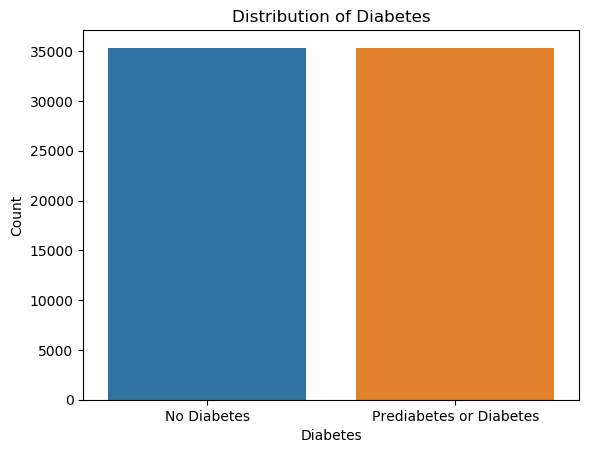 Distribution of Diabetes
35000
30000
25000
20000
15000
10000
5000
0
Count
No Diabetes
Prediabetes or Diabetes
Diabetes